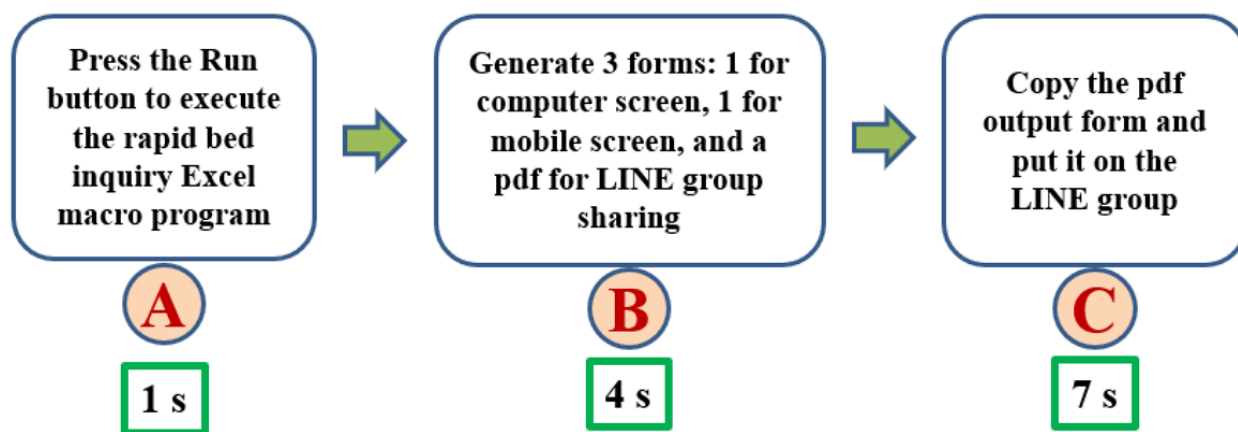 Press the Run
button to execute
the rapid bed
inquiry Excel
macro program
Generate 3 forms: 1 for
computer screen, 1 for
mobile screen, and a
pdf for LINE group
sharing
Copy the pdf
output form and
put it on the
LINE group
A
B
C
1 s
4 s
7 s